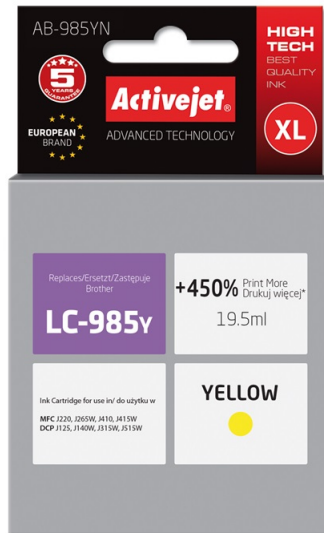 AB-985YN
HIGH
TECH
BEST
QUALITY
INK
5
YEARS
GUARANTEE
Activejet®
ADVANCED TECHNOLOGY
EUROPEAN
BRAND
XL
Replaces/Ersetzt/Zastępuje
Brother
LC-985Y
+450% Print More
Drukuj więcej*
19.5ml
Ink Cartridge for use in/ do użytku w
MFC J220, J265W, J410, J415W
DCP J125, J140W, J315W, J515W
YELLOW